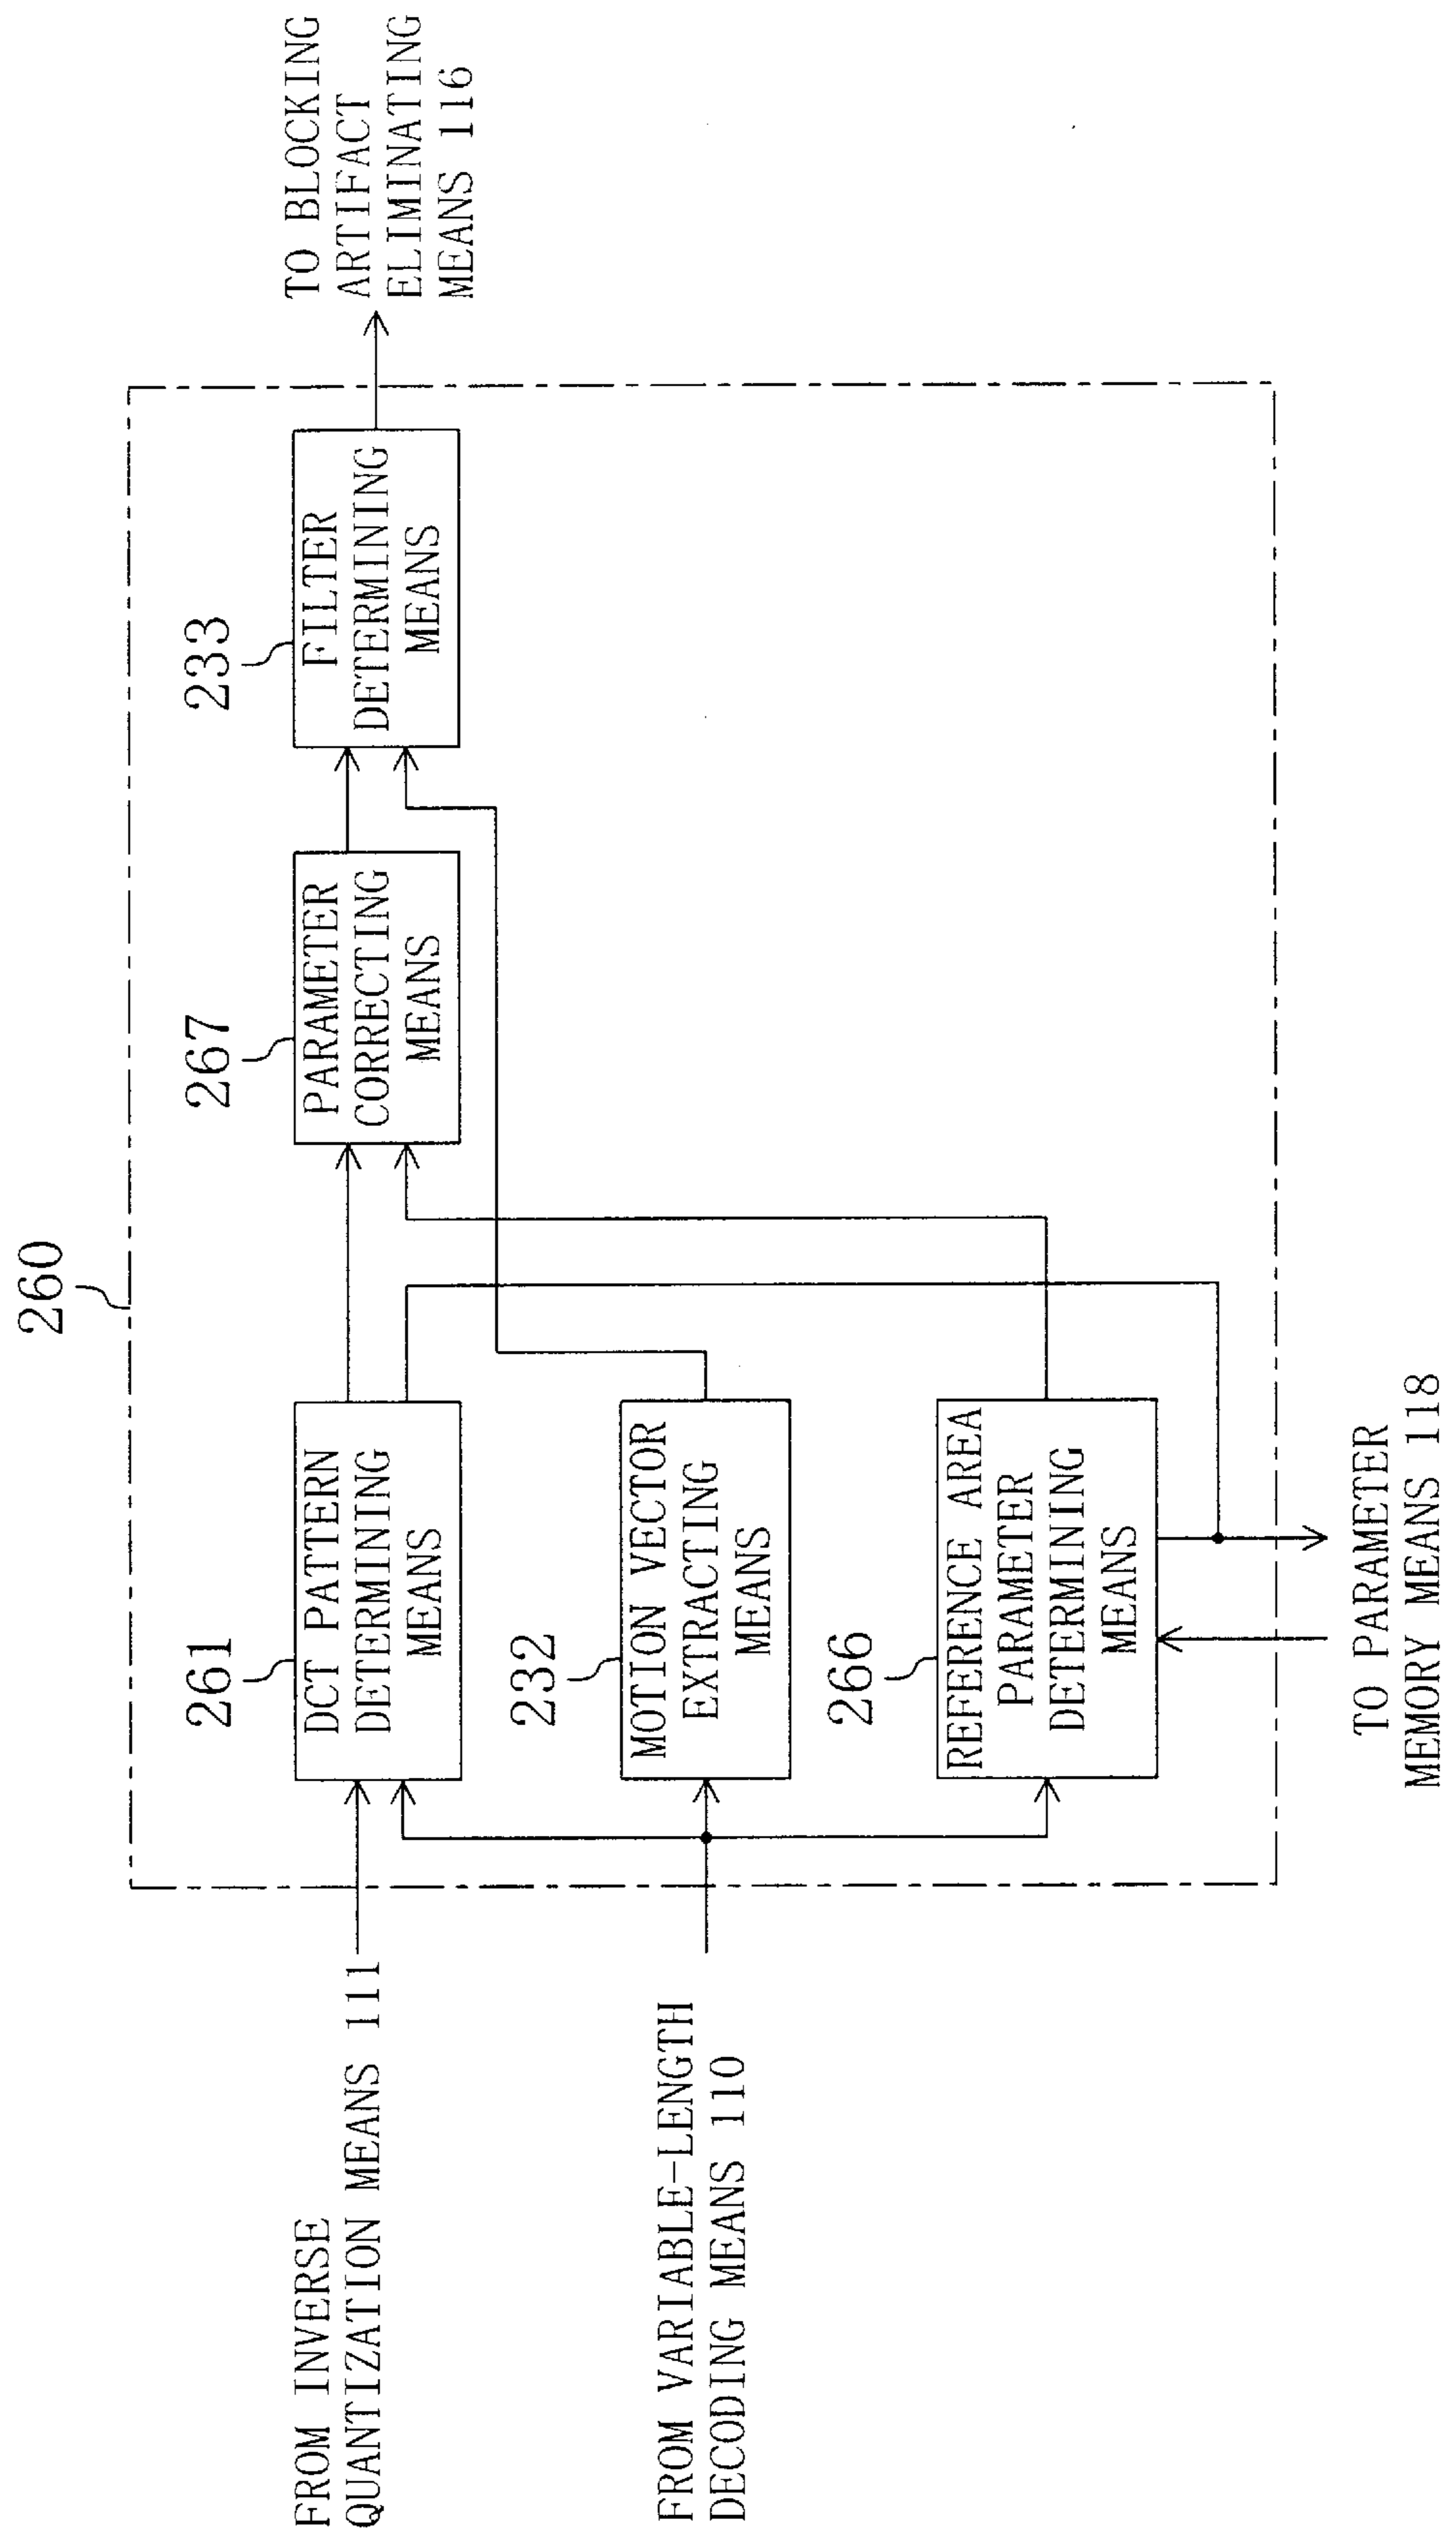 260
261
DCT PATTERN
DETERMINING
MEANS
267
PARAMETER
CORRECTING
MEANS
233
FILTER
DETERMINING
MEANS
TO BLOCKING
ARTIFACT
ELIMINATING
MEANS 116
FROM INVERSE
QUANTIZATION MEANS 111
232
MOTION VECTOR
EXTRACTING
MEANS
FROM VARIABLE-LENGTH
DECODING MEANS 110
266
REFERENCE AREA
PARAMETER
DETERMINING
MEANS
TO PARAMETER
MEMORY MEANS 118